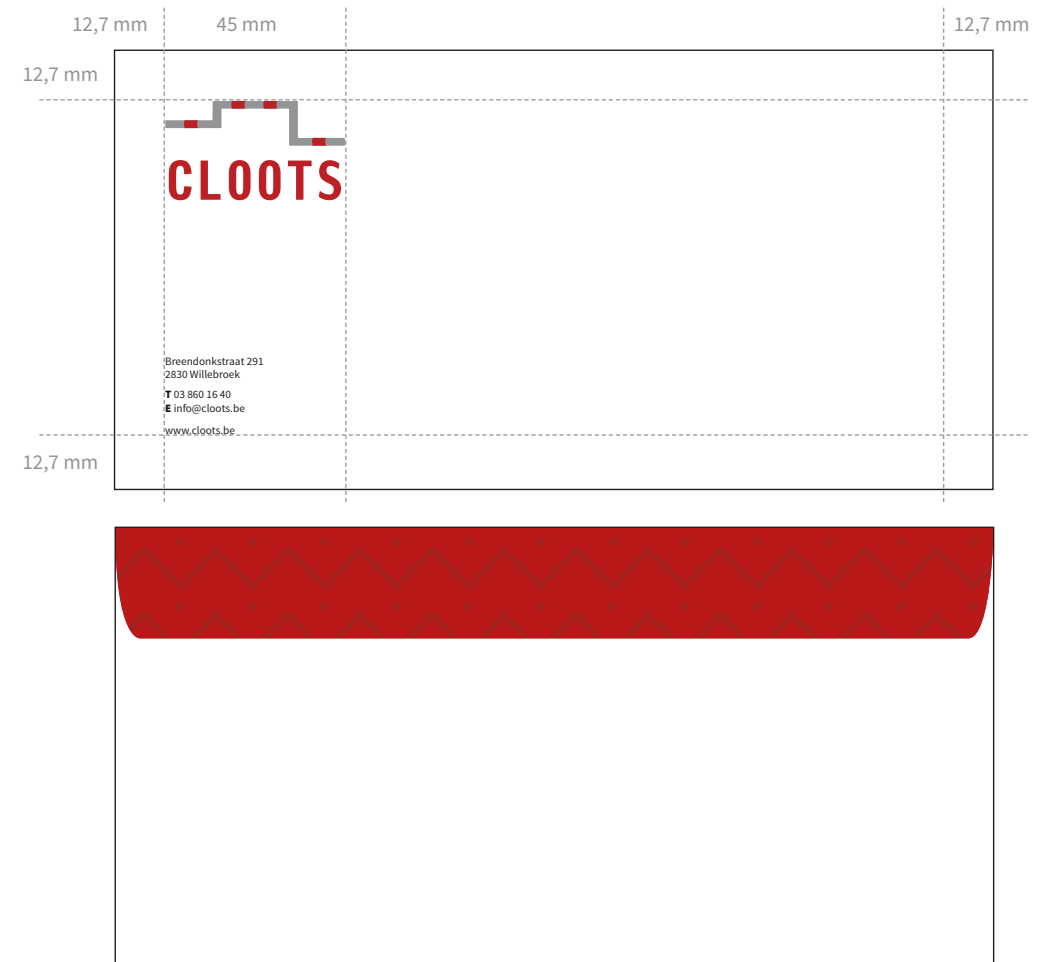 12,7 mm 45 mm 12,7 mm
12,7 mm
CLOOTS
Breendonkstraat 291
2830 Willebroek
T 03 860 16 40
E info@cloots.be
www.cloots.be
12,7 mm